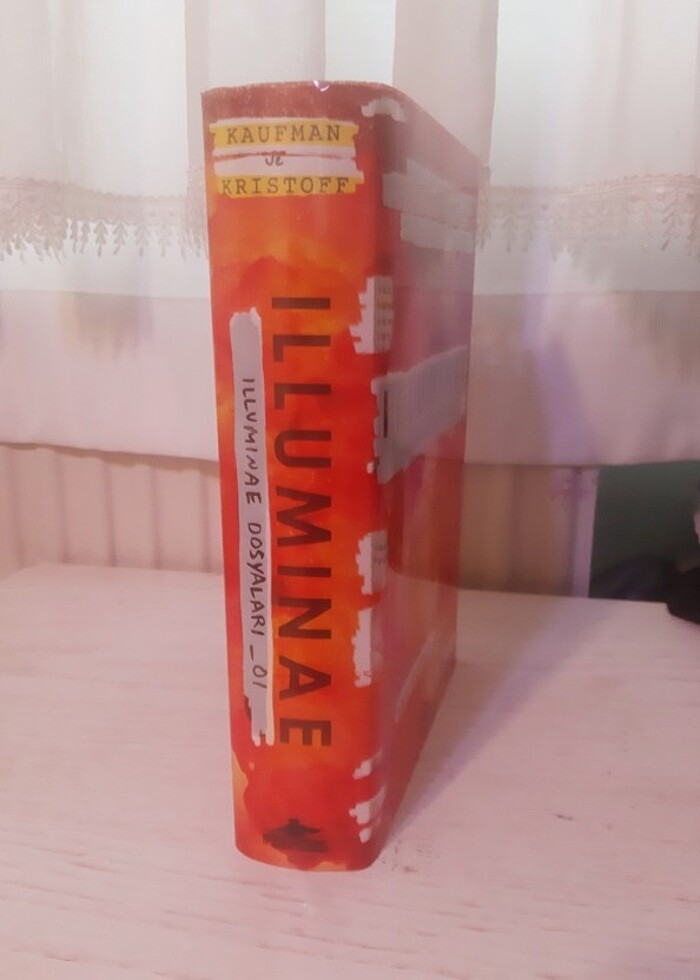 KAUFMAN
ve
KRISTOFF
ILLUMINAE
ILLUMINAE DOSYALARI_01